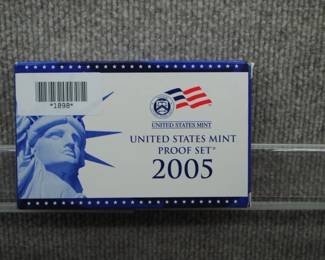 *1898*
UNITED STATES MINT
UNITED STATES MINT
PROOF SET®
2005